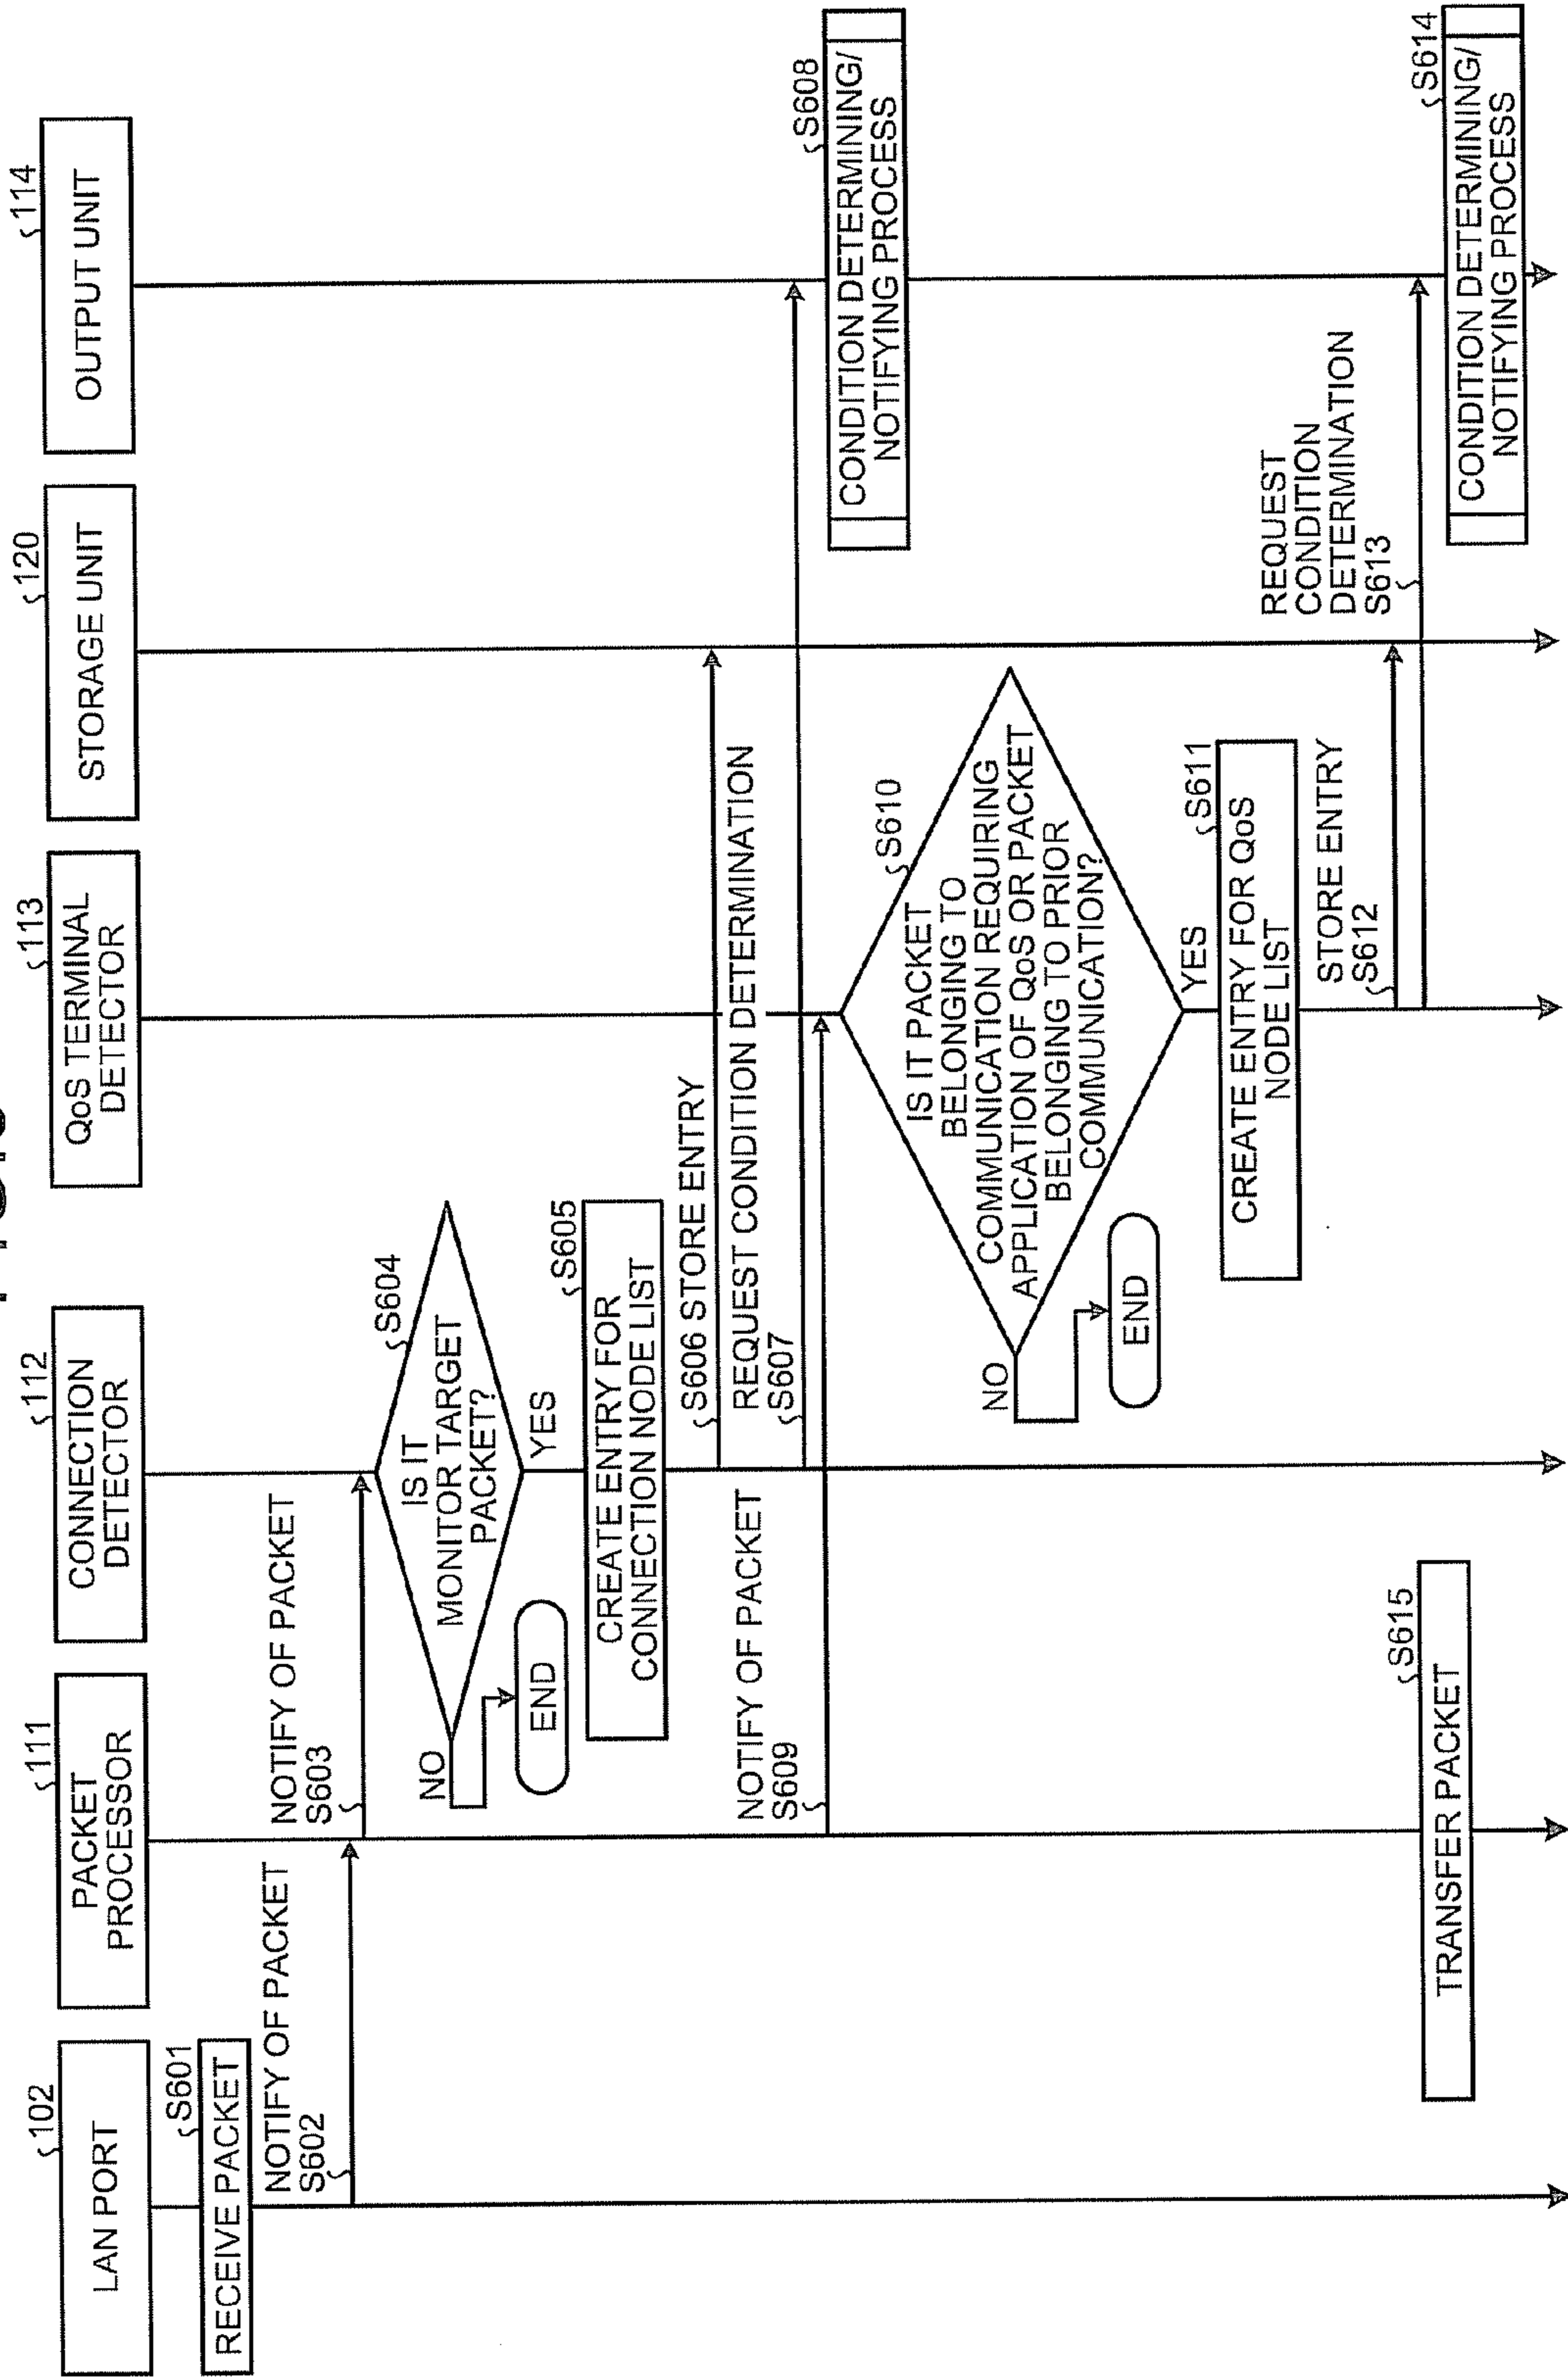 102
LAN PORT
111
PACKET
PROCESSOR
112
CONNECTION
DETECTOR
113
QoS TERMINAL
DETECTOR
120
STORAGE UNIT
114
OUTPUT UNIT
S601
RECEIVE PACKET
NOTIFY OF PACKET
S602
NOTIFY OF PACKET
S603
S604
IS IT
MONITOR TARGET
PACKET?
NO
END
YES
S605
CREATE ENTRY FOR
CONNECTION NODE LIST
S606 STORE ENTRY
REQUEST CONDITION DETERMINATION
S607
S608
CONDITION DETERMINING/
NOTIFYING PROCESS
NOTIFY OF PACKET
S609
S610
IS IT PACKET
BELONGING TO
COMMUNICATION REQUIRING
APPLICATION OF QoS OR PACKET
BELONGING TO PRIOR
COMMUNICATION?
NO
END
YES
S611
CREATE ENTRY FOR QoS
NODE LIST
STORE ENTRY
S612
REQUEST
CONDITION
DETERMINATION
S613
S614
CONDITION DETERMINING/
NOTIFYING PROCESS
S615
TRANSFER PACKET